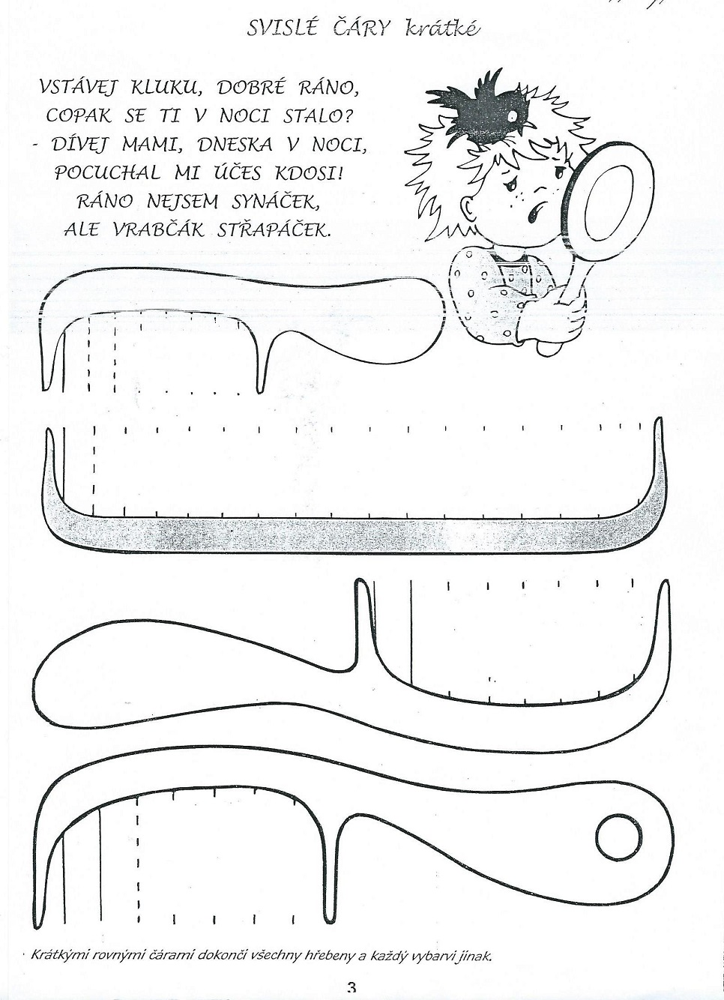 SVISLÉ ČÁRY krátké
VSTÁVEJ KLUKU, DOBRÉ RÁNO,
COPAK SE TI V NOCI STALO?
- DÍVEJ MAMI, DNESKA V NOCI,
POCUCHAL MI ÚČES KDOSI!
RÁNO NEJSEM SYNÁČEK,
ALE VRABČÁK STŘAPÁČEK.
Krátkými rovnými čárami dokonči všechny hřebeny a každý vybarvi jinak.
3